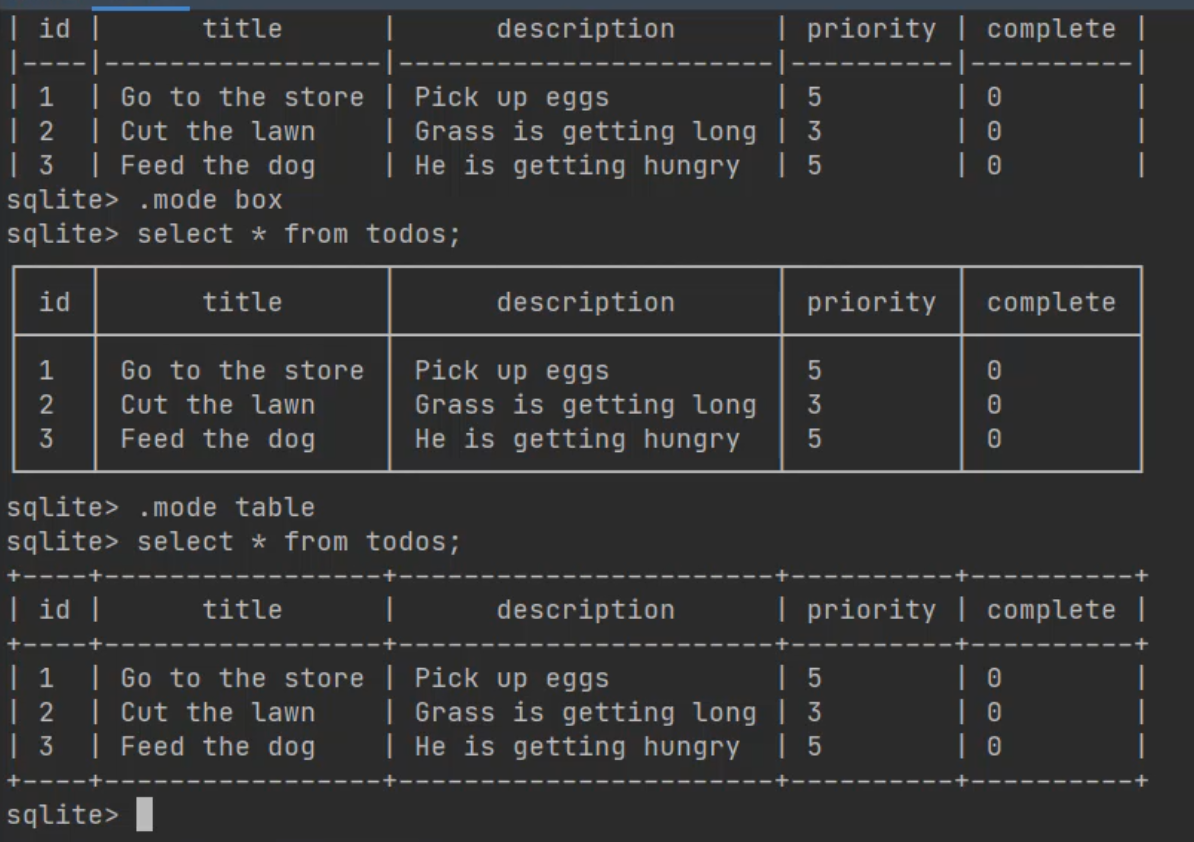 | id |      title      |      description      | priority | complete |
|----|-----------------|-----------------------|----------|----------|
| 1  | Go to the store | Pick up eggs          | 5        | 0        |
| 2  | Cut the lawn    | Grass is getting long | 3        | 0        |
| 3  | Feed the dog    | He is getting hungry  | 5        | 0        |
sqlite> .mode box
sqlite> select * from todos;
┌────┬─────────────────┬───────────────────────┬──────────┬──────────┐
│ id │      title      │      description      │ priority │ complete │
├────┼─────────────────┼───────────────────────┼──────────┼──────────┤
│ 1  │ Go to the store │ Pick up eggs          │ 5        │ 0        │
│ 2  │ Cut the lawn    │ Grass is getting long │ 3        │ 0        │
│ 3  │ Feed the dog    │ He is getting hungry  │ 5        │ 0        │
└────┴─────────────────┴───────────────────────┴──────────┴──────────┘
sqlite> .mode table
sqlite> select * from todos;
+----+-----------------+-----------------------+----------+----------+
| id |      title      |      description      | priority | complete |
+----+-----------------+-----------------------+----------+----------+
| 1  | Go to the store | Pick up eggs          | 5        | 0        |
| 2  | Cut the lawn    | Grass is getting long | 3        | 0        |
| 3  | Feed the dog    | He is getting hungry  | 5        | 0        |
+----+-----------------+-----------------------+----------+----------+
sqlite>